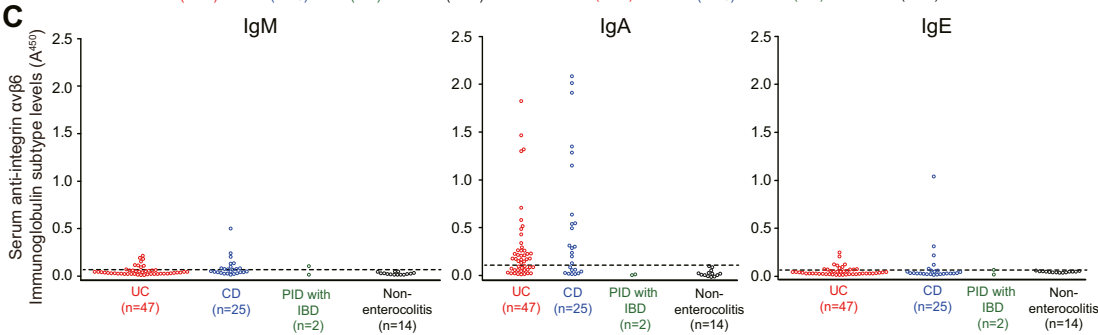 C
Serum anti-integrin αvβ6
Immunoglobulin subtype levels (A⁴⁵⁰)
IgM
2.5
2.0
1.5
1.0
0.5
0.0
UC
(n=47)
CD
(n=25)
PID with
IBD
(n=2)
Non-
enterocolitis
(n=14)
IgA
2.5
2.0
1.5
1.0
0.5
0.0
UC
(n=47)
CD
(n=25)
PID with
IBD
(n=2)
Non-
enterocolitis
(n=14)
IgE
2.5
2.0
1.5
1.0
0.5
0.0
UC
(n=47)
CD
(n=25)
PID with
IBD
(n=2)
Non-
enterocolitis
(n=14)